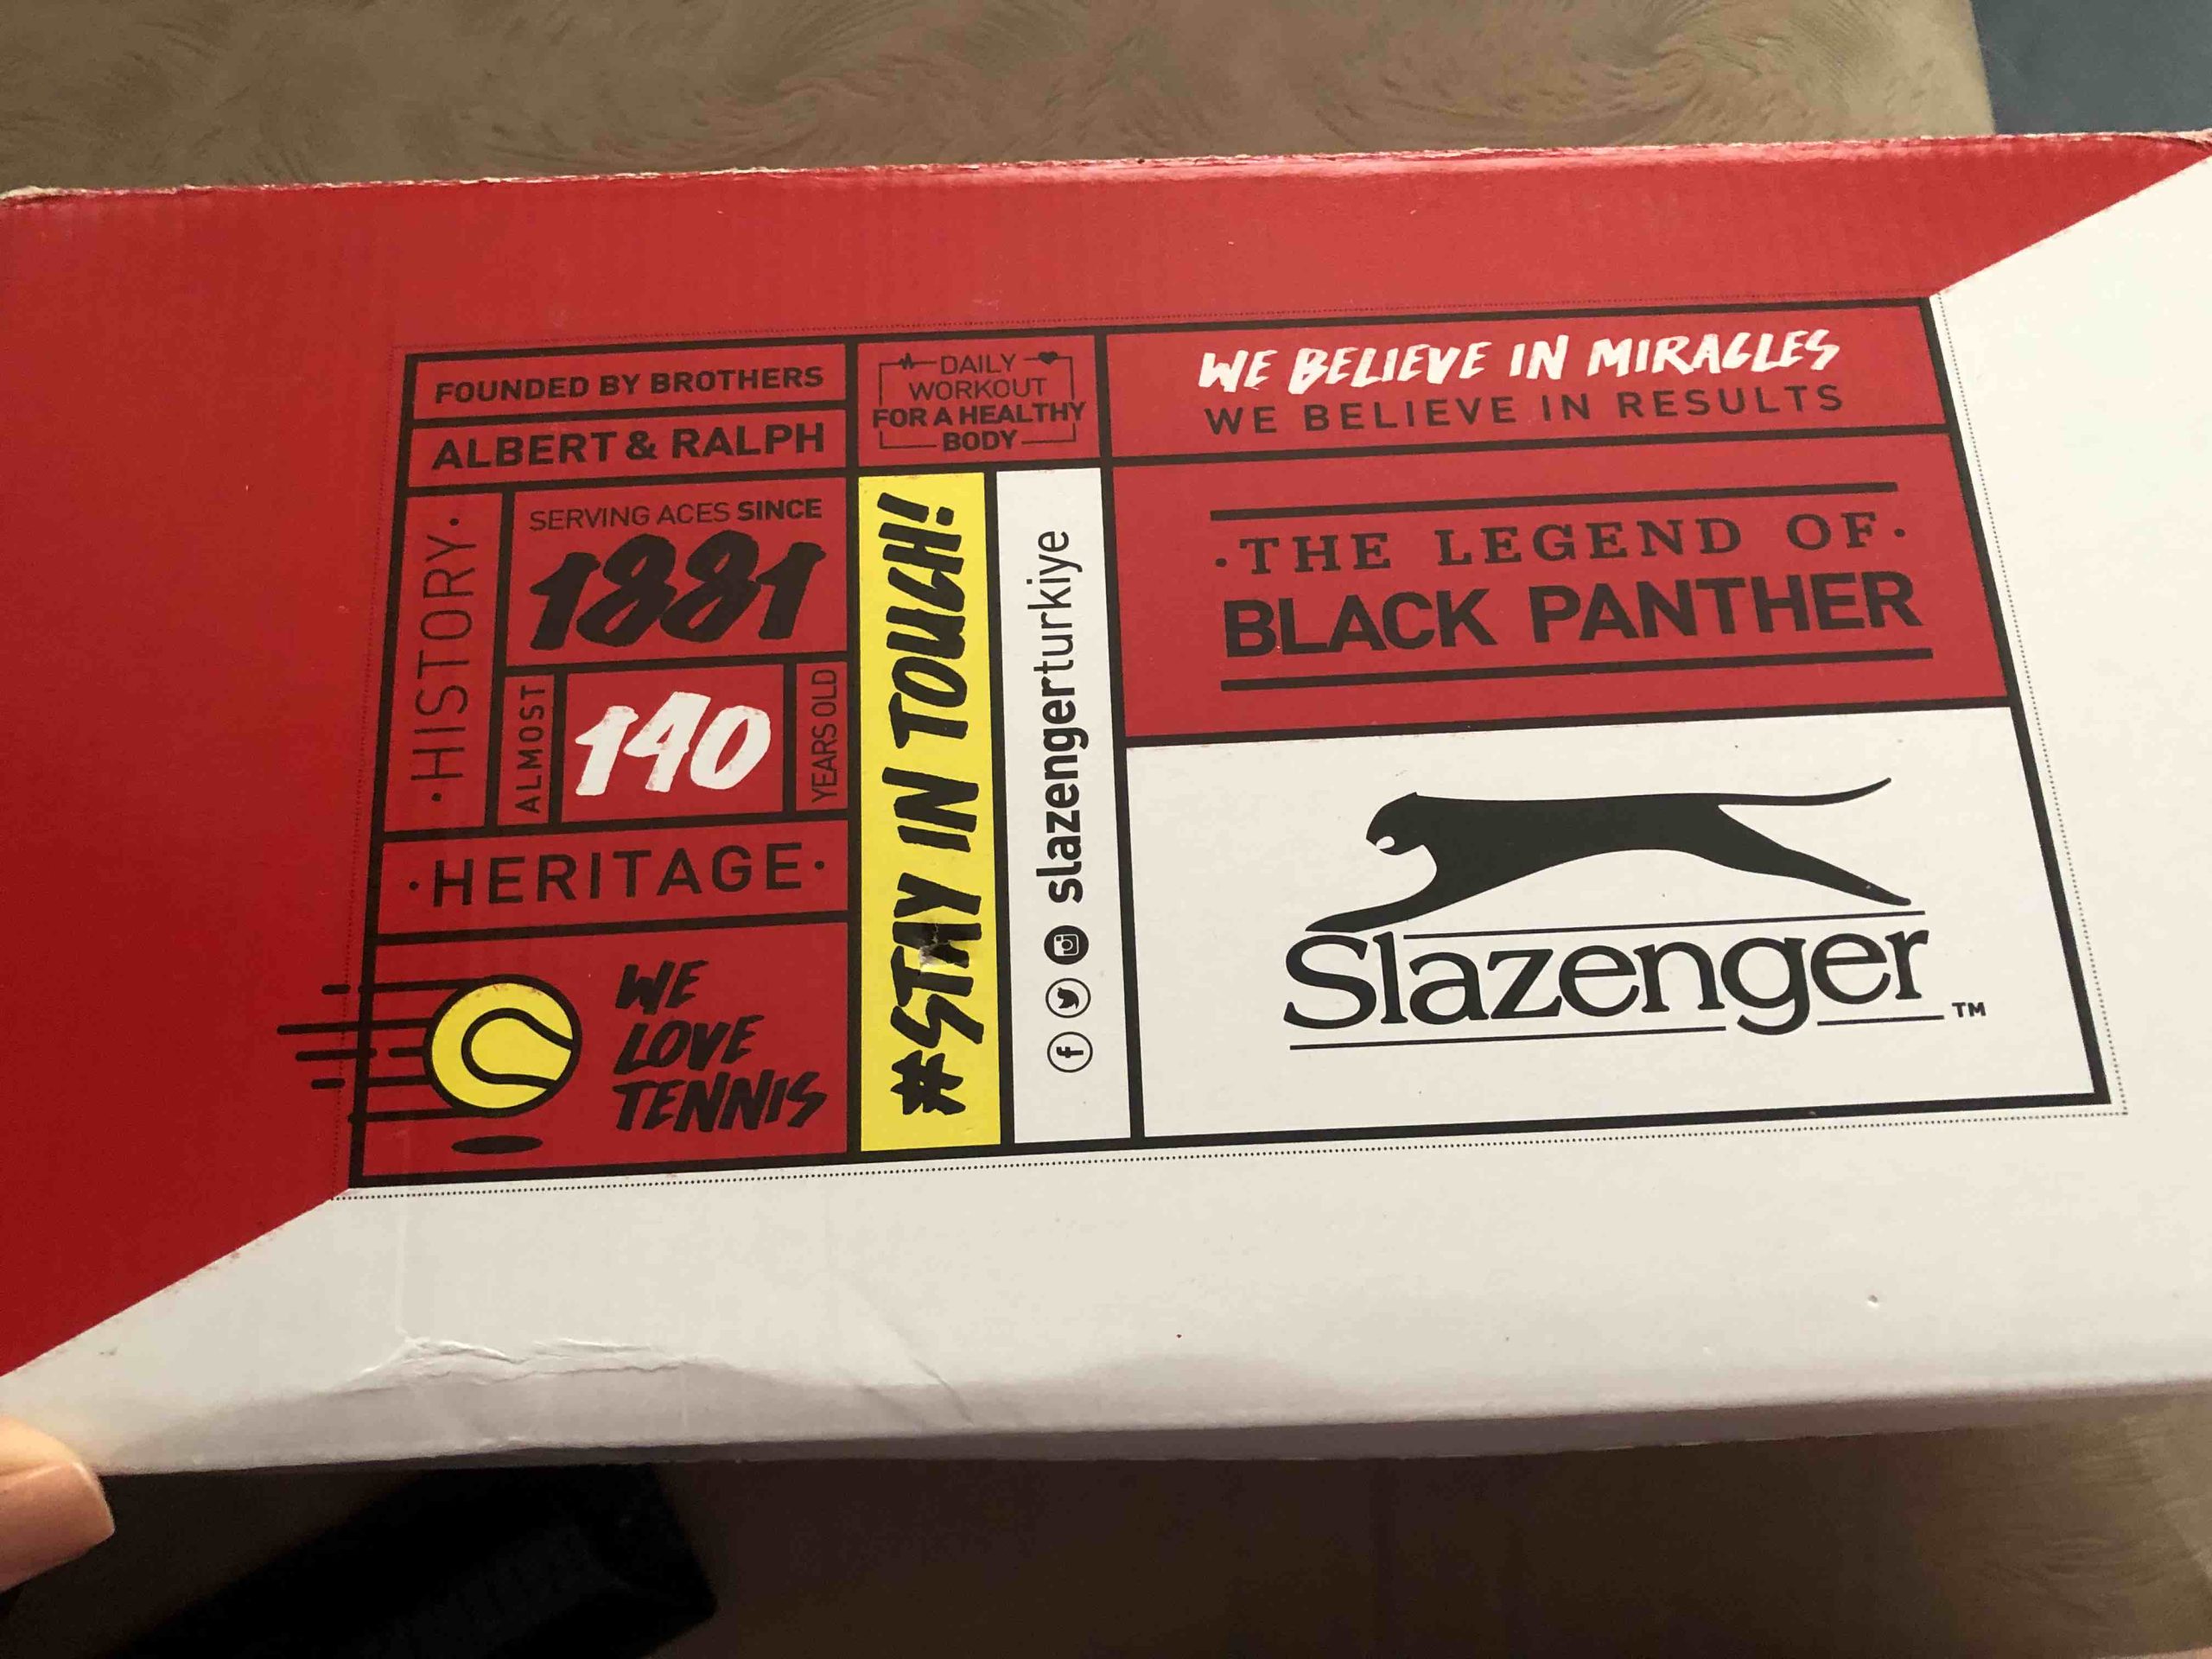 FOUNDED BY BROTHERS
ALBERT & RALPH
·HISTORY·
SERVING ACES SINCE
1881
ALMOST
140
YEARS OLD
·HERITAGE·
WE
LOVE
TENNIS
DAILY
WORKOUT
FOR A HEALTHY
BODY
#STAY IN TOUCH!
slazengerturkiye
WE BELIEVE IN MIRACLES
WE BELIEVE IN RESULTS
·THE LEGEND OF·
BLACK PANTHER
Slazenger™